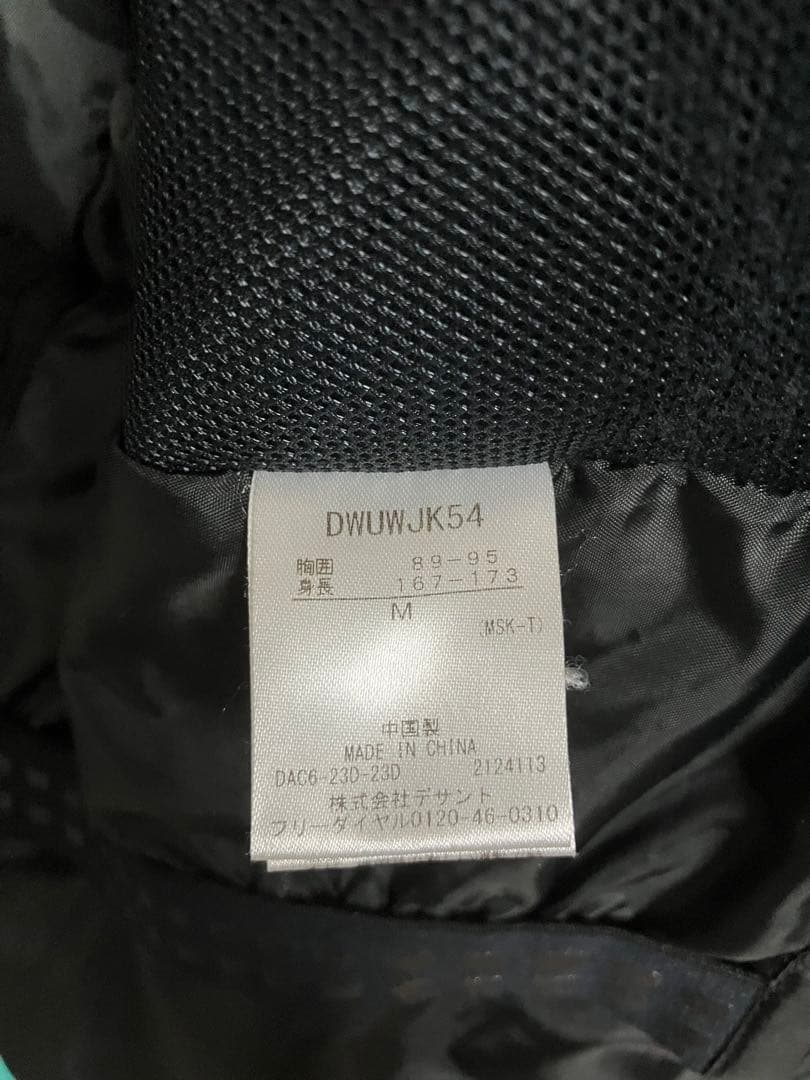 DWUWJK54
胸囲 89-95
身長 167-173
M
(MSK-T)
中国製
MADE IN CHINA
DAC6-23D-23D 2124113
株式会社デサント
フリーダイヤル0120-46-0310